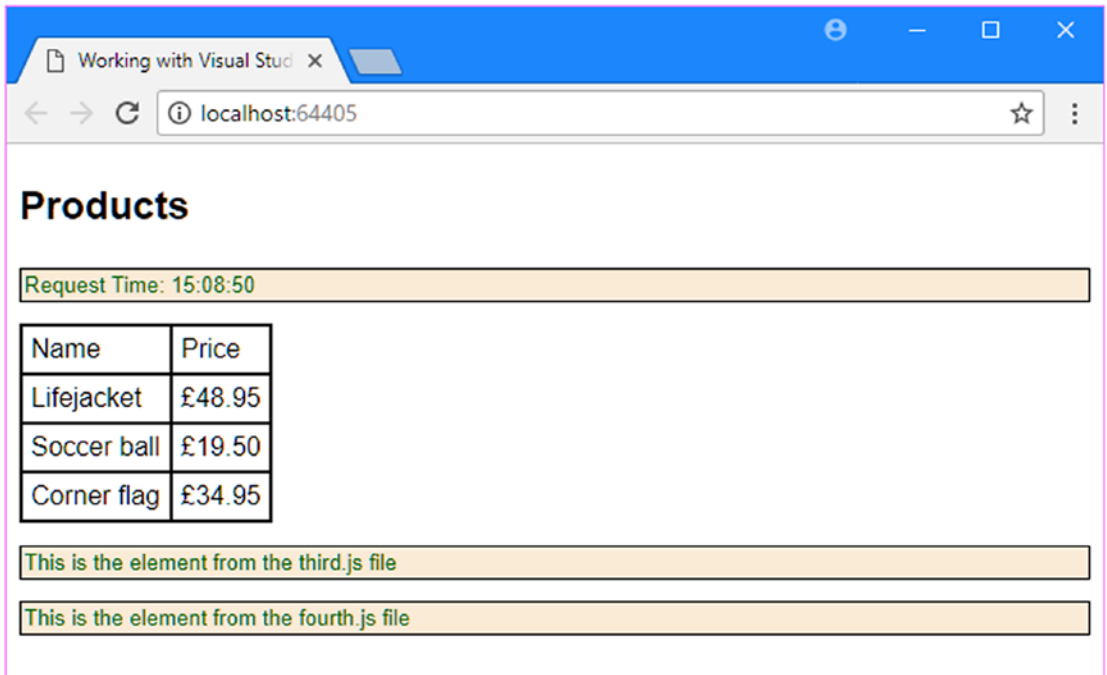 Working with Visual Stud
localhost:64405
Products
Request Time: 15:08:50
Name Price
Lifejacket £48.95
Soccer ball £19.50
Corner flag £34.95
This is the element from the third.js file
This is the element from the fourth.js file